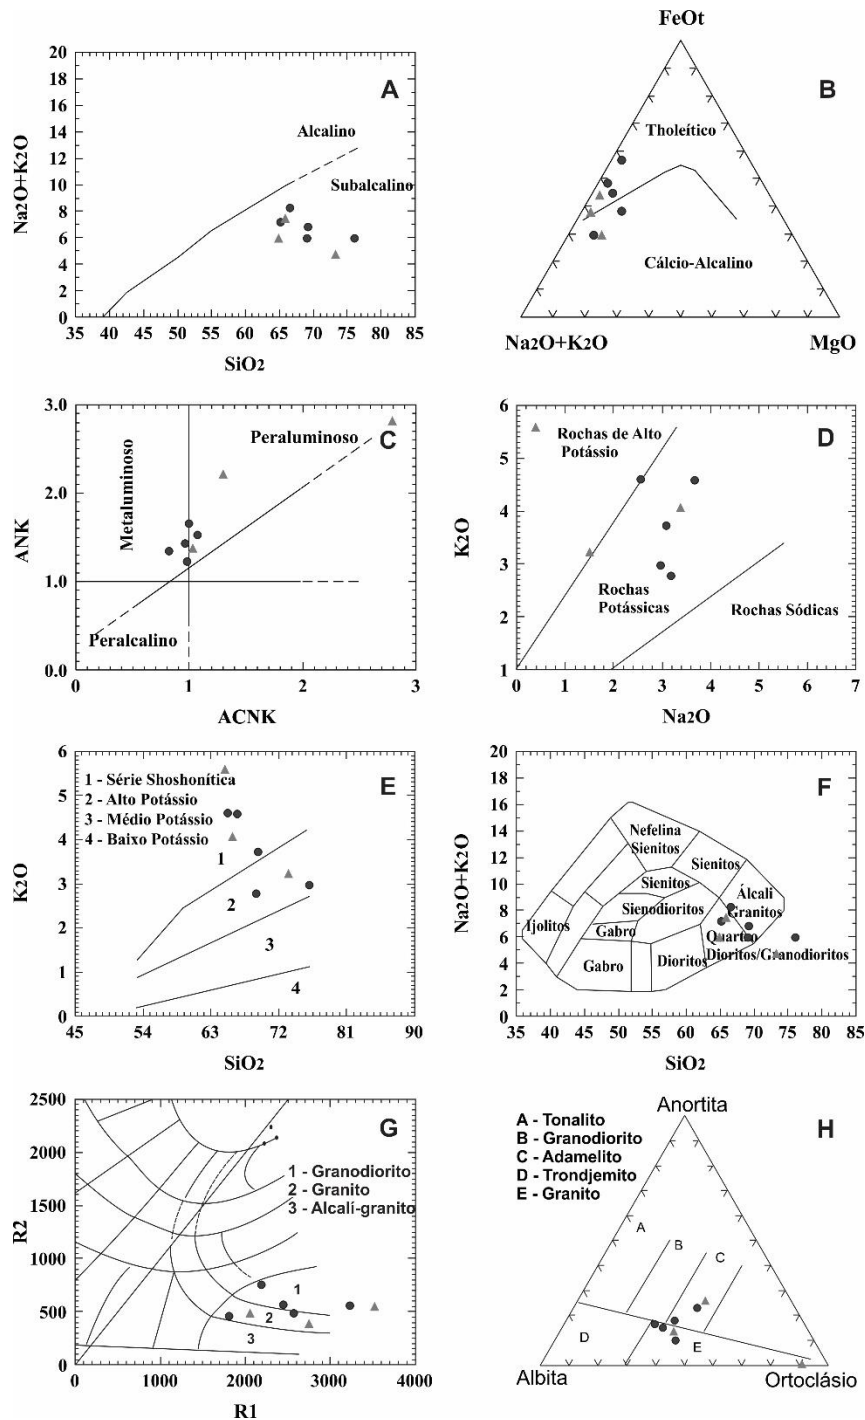 FeOt
20
18
16
14
12
10
8
6
4
2
0
Na2O+K2O
A
Alcalino
Subalcalino
35 45 50 55 60 65 70 75 85
SiO2
B
Tholeítico
Cálcio-Alcalino
Na2O+K2O
MgO
3.0
2.0
1.0
0.0
ANK
C
Metaluminoso
Peraluminoso
Peralcalino
0 1 2 3
ACNK
6
5
4
3
2
1
K2O
D
Rochas de Alto
Potássio
Rochas
Potássicas
Rochas Sódicas
0 1 2 3 4 5 6 7
Na2O
6
5
4
3
2
1
0
K2O
E
1 - Série Shoshonítica
2 - Alto Potássio
3 - Médio Potássio
4 - Baixo Potássio
1
2
3
4
45 54 63 72 81 90
SiO2
20
18
16
14
12
10
8
6
4
2
0
Na2O+K2O
F
Nefelina
Sienitos
Sienitos
Sienitos
Álcali
Granitos
Sienodioritos
Ijolitos
Gabro
Quartzo
Gabro
Dioritos
Dioritos/Granodioritos
35 45 50 55 60 65 70 75 85
SiO2
2500
2000
1500
1000
500
0
R2
G
1 - Granodiorito
2 - Granito
3 - Alcalí-granito
1
2
3
0 1000 2000 3000 4000
R1
Anortita
A - Tonalito
B - Granodiorito
C - Adamelito
D - Trondjemito
E - Granito
H
A
B
C
D
E
Albita
Ortoclásio